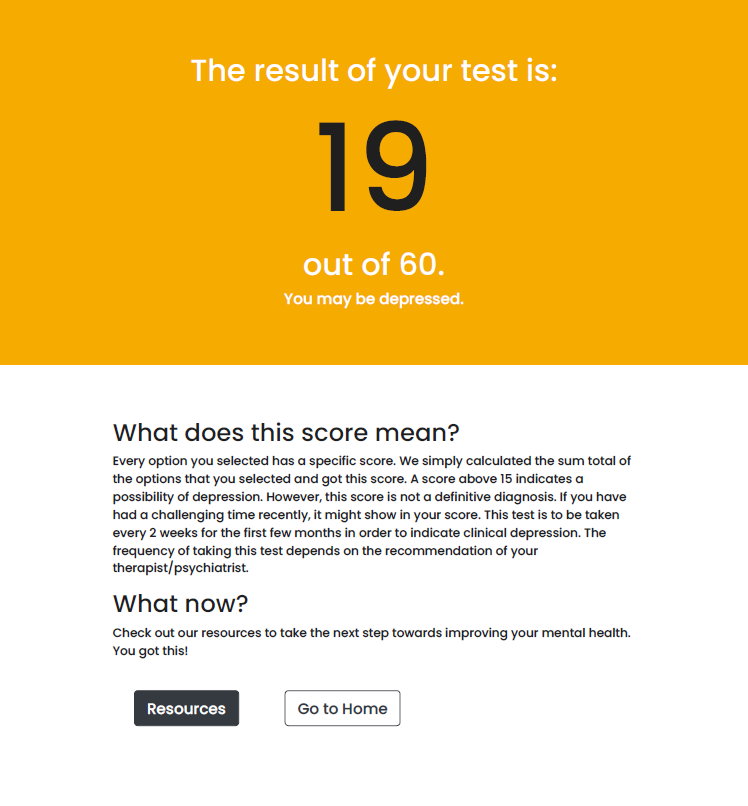 The result of your test is:
19
out of 60.
You may be depressed.
What does this score mean?
Every option you selected has a specific score. We simply calculated the sum total of
the options that you selected and got this score. A score above 15 indicates a
possibility of depression. However, this score is not a definitive diagnosis. If you have
had a challenging time recently, it might show in your score. This test is to be taken
every 2 weeks for the first few months in order to indicate clinical depression. The
frequency of taking this test depends on the recommendation of your
therapist/psychiatrist.
What now?
Check out our resources to take the next step towards improving your mental health.
You got this!
Resources
Go to Home